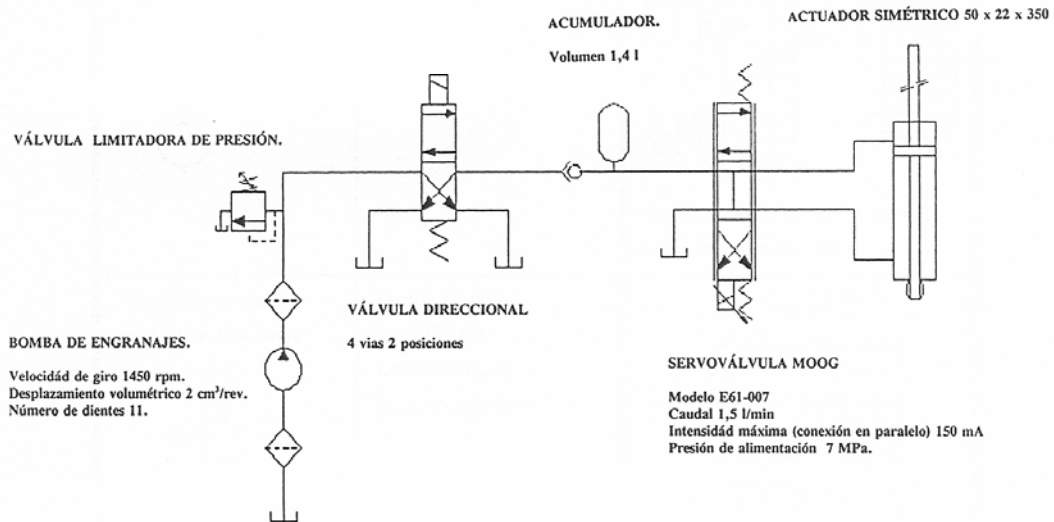 ACUMULADOR.
Volumen 1,4 l
ACTUADOR SIMÉTRICO 50 x 22 x 350
VÁLVULA LIMITADORA DE PRESIÓN.
VÁLVULA DIRECCIONAL
4 vias 2 posiciones
BOMBA DE ENGRANAJES.
Velocidád de giro 1450 rpm.
Desplazamiento volumétrico 2 cm³/rev.
Número de dientes 11.
SERVOVÁLVULA MOOG
Modelo E61-007
Caudal 1,5 l/min
Intensidád máxima (conexión en paralelo) 150 mA
Presión de alimentación 7 MPa.